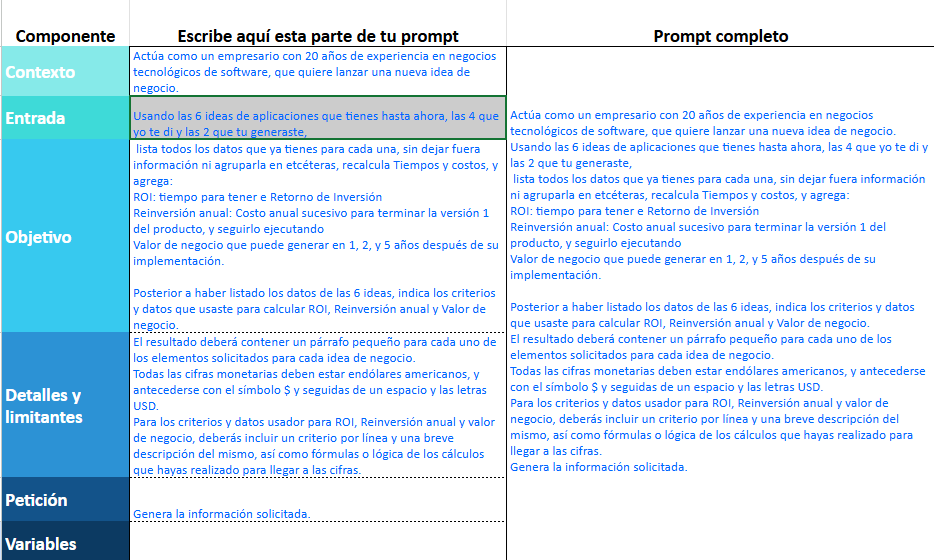 Componente
Escribe aquí esta parte de tu prompt
Prompt completo
Contexto
Actúa como un empresario con 20 años de experiencia en negocios
tecnológicos de software, que quiere lanzar una nueva idea de
negocio.
Entrada
Usando las 6 ideas de aplicaciones que tienes hasta ahora, las 4 que
yo te di y las 2 que tu generaste,
Objetivo
lista todos los datos que ya tienes para cada una, sin dejar fuera
información ni agruparla en etcéteras, recalcula Tiempos y costos, y
agrega:
ROI: tiempo para tener e Retorno de Inversión
Reinversión anual: Costo anual sucesivo para terminar la versión 1
del producto, y seguirlo ejecutando
Valor de negocio que puede generar en 1, 2, y 5 años después de su
implementación.
Posterior a haber listado los datos de las 6 ideas, indica los criterios
y datos que usaste para calcular ROI, Reinversión anual y Valor de
negocio.
Detalles y
limitantes
El resultado deberá contener un párrafo pequeño para cada uno de
los elementos solicitados para cada idea de negocio.
Todas las cifras monetarias deben estar endólares americanos, y
antecederse con el símbolo $ y seguidas de un espacio y las letras
USD.
Para los criterios y datos usador para ROI, Reinversión anual y valor
de negocio, deberás incluir un criterio por línea y una breve
descripción del mismo, así como fórmulas o lógica de los cálculos
que hayas realizado para llegar a las cifras.
Petición
Genera la información solicitada.
Variables
Actúa como un empresario con 20 años de experiencia en negocios
tecnológicos de software, que quiere lanzar una nueva idea de negocio.
Usando las 6 ideas de aplicaciones que tienes hasta ahora, las 4 que yo te di y
las 2 que tu generaste,
lista todos los datos que ya tienes para cada una, sin dejar fuera información
ni agruparla en etcéteras, recalcula Tiempos y costos, y agrega:
ROI: tiempo para tener e Retorno de Inversión
Reinversión anual: Costo anual sucesivo para terminar la versión 1 del
producto, y seguirlo ejecutando
Valor de negocio que puede generar en 1, 2, y 5 años después de su
implementación.
Posterior a haber listado los datos de las 6 ideas, indica los criterios y datos
que usaste para calcular ROI, Reinversión anual y Valor de negocio.
El resultado deberá contener un párrafo pequeño para cada uno de los
elementos solicitados para cada idea de negocio.
Todas las cifras monetarias deben estar endólares americanos, y antecederse
con el símbolo $ y seguidas de un espacio y las letras USD.
Para los criterios y datos usador para ROI, Reinversión anual y valor de
negocio, deberás incluir un criterio por línea y una breve descripción del
mismo, así como fórmulas o lógica de los cálculos que hayas realizado para
llegar a las cifras.
Genera la información solicitada.